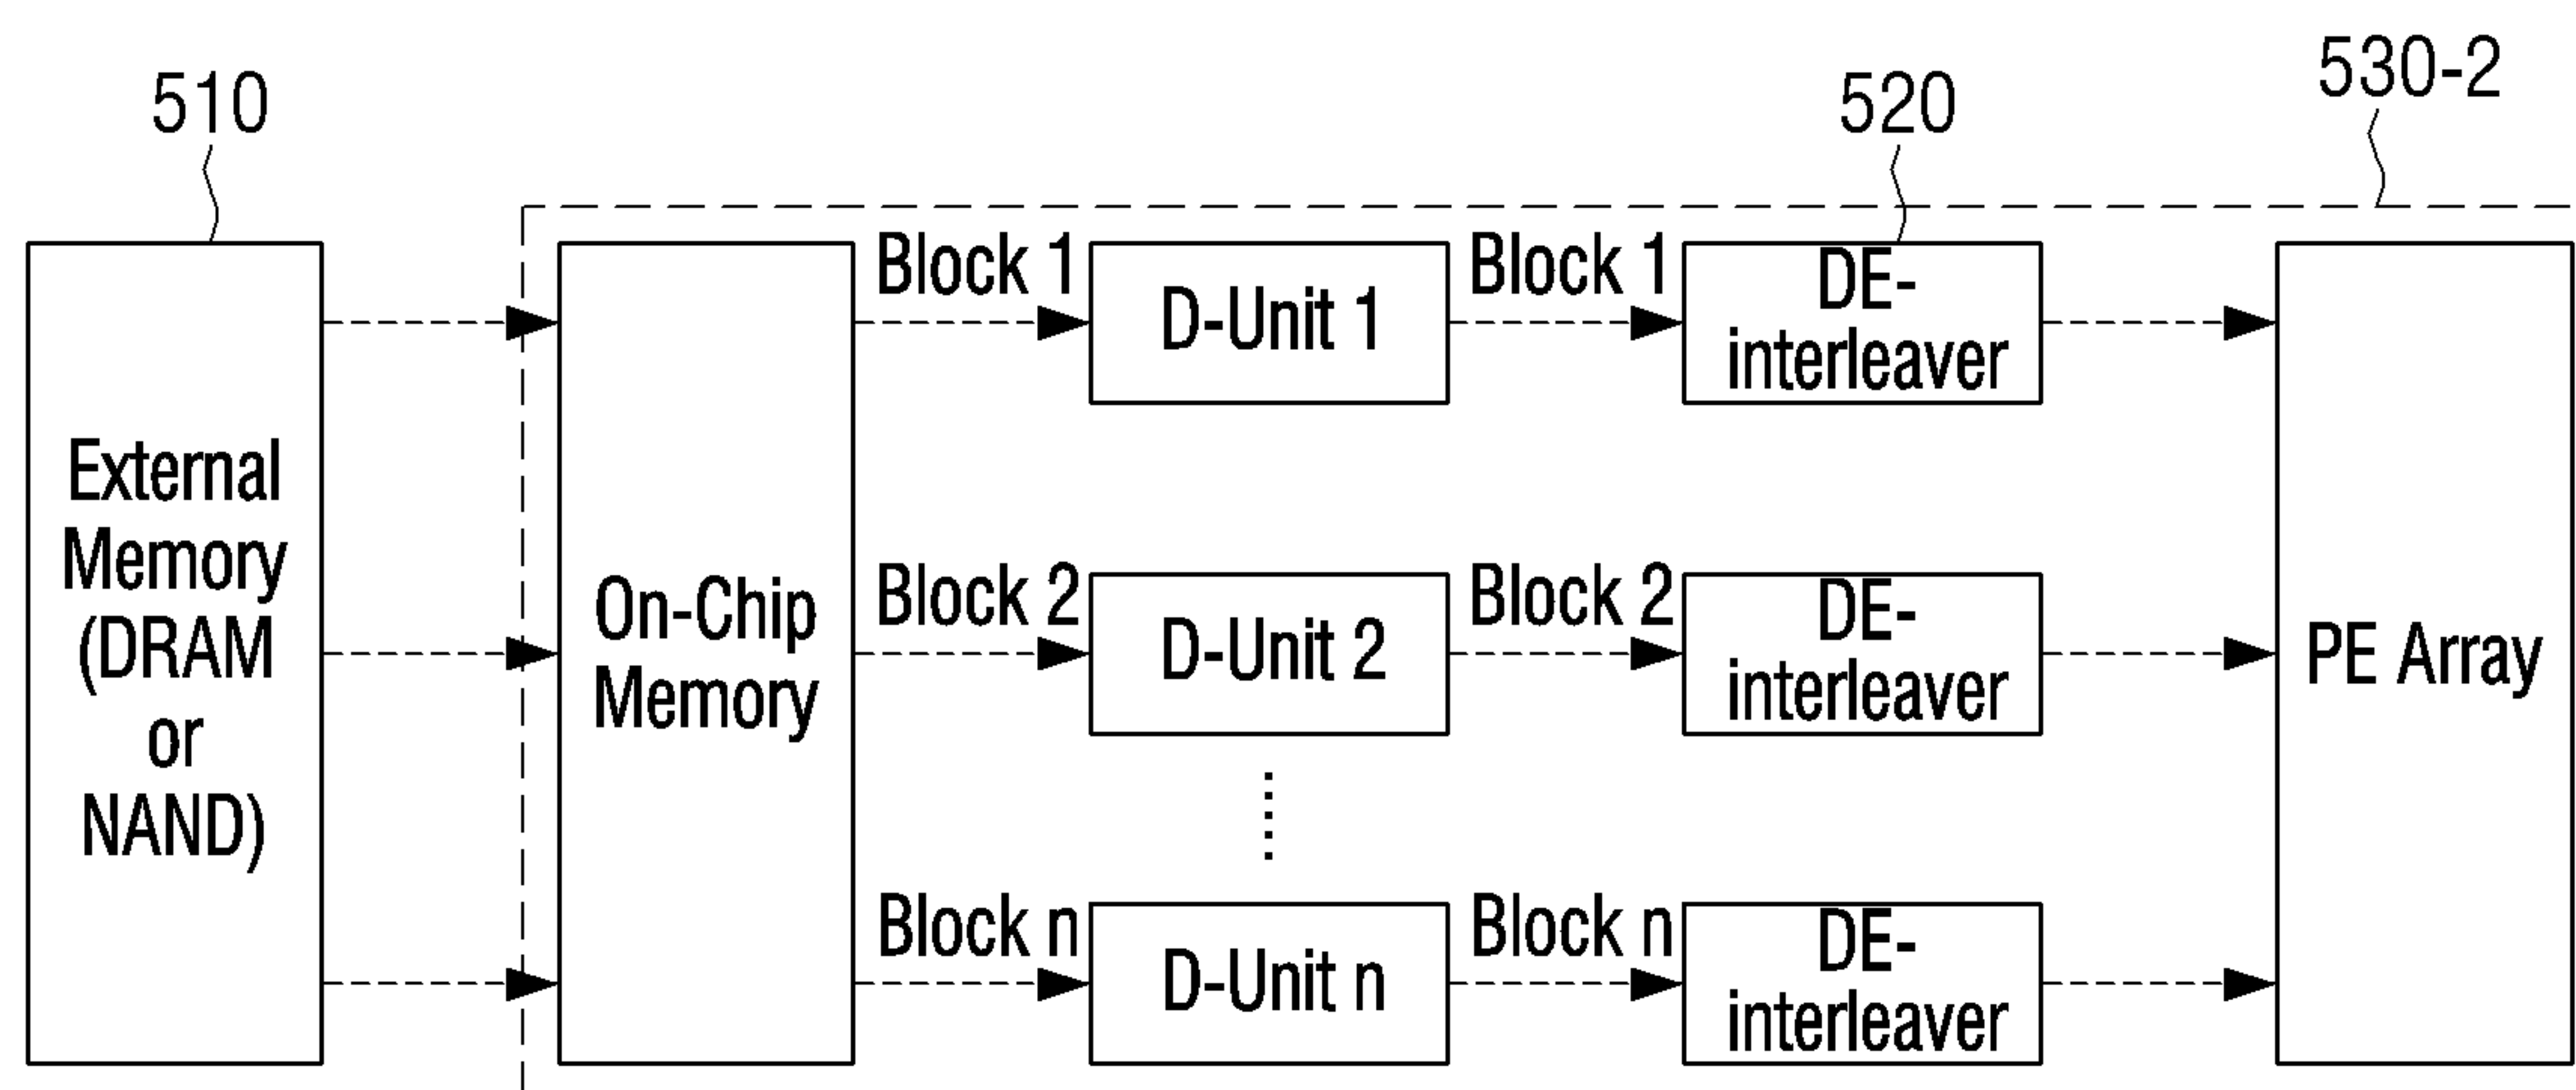 510
520
530-2
External
Memory
(DRAM
or
NAND)
On-Chip
Memory
Block 1
D-Unit 1
Block 1
DE-
interleaver
Block 2
D-Unit 2
Block 2
DE-
interleaver
Block n
D-Unit n
Block n
DE-
interleaver
PE Array